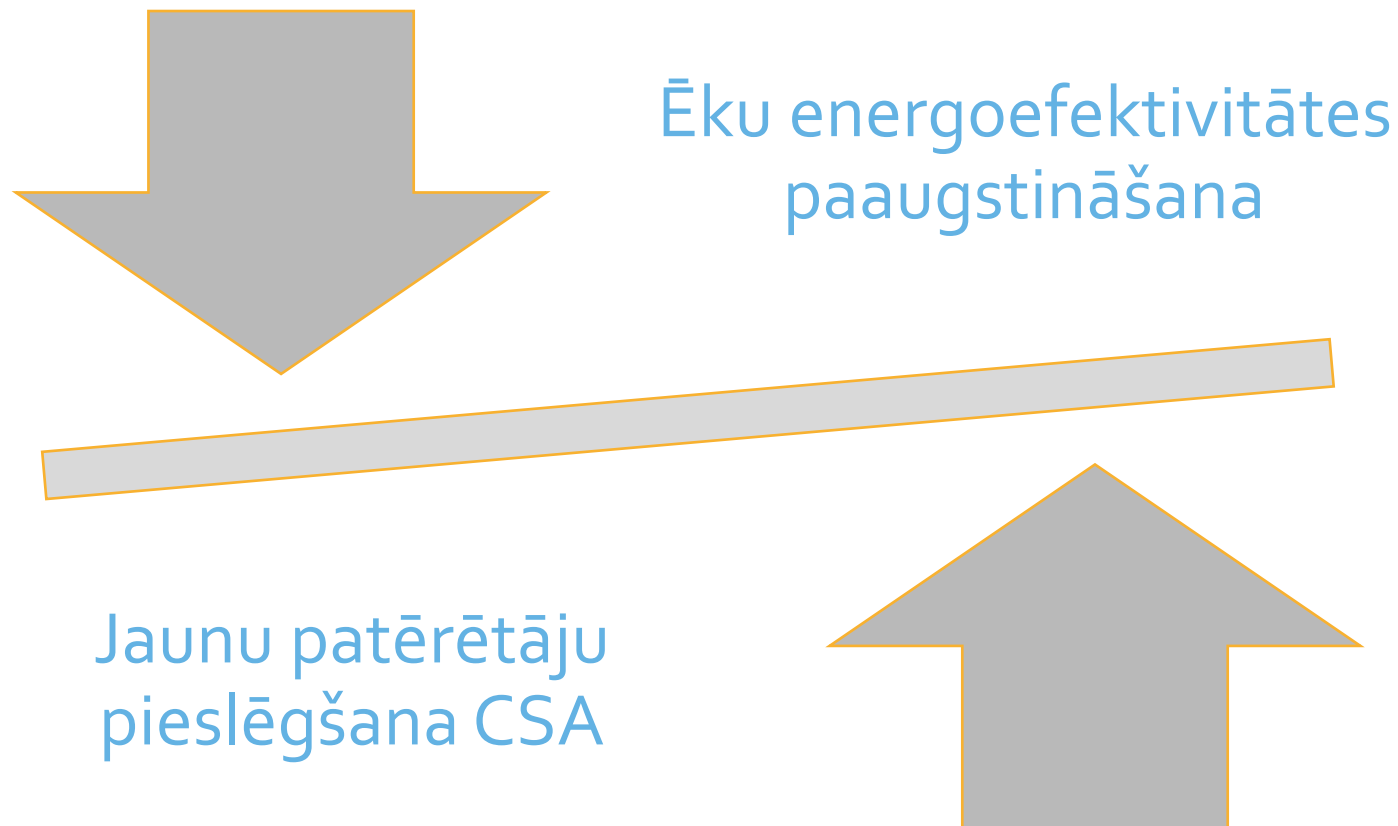 Ēku energoefektivitātes
paaugstināšana
Jaunu patērētāju
pieslēgšana CSA